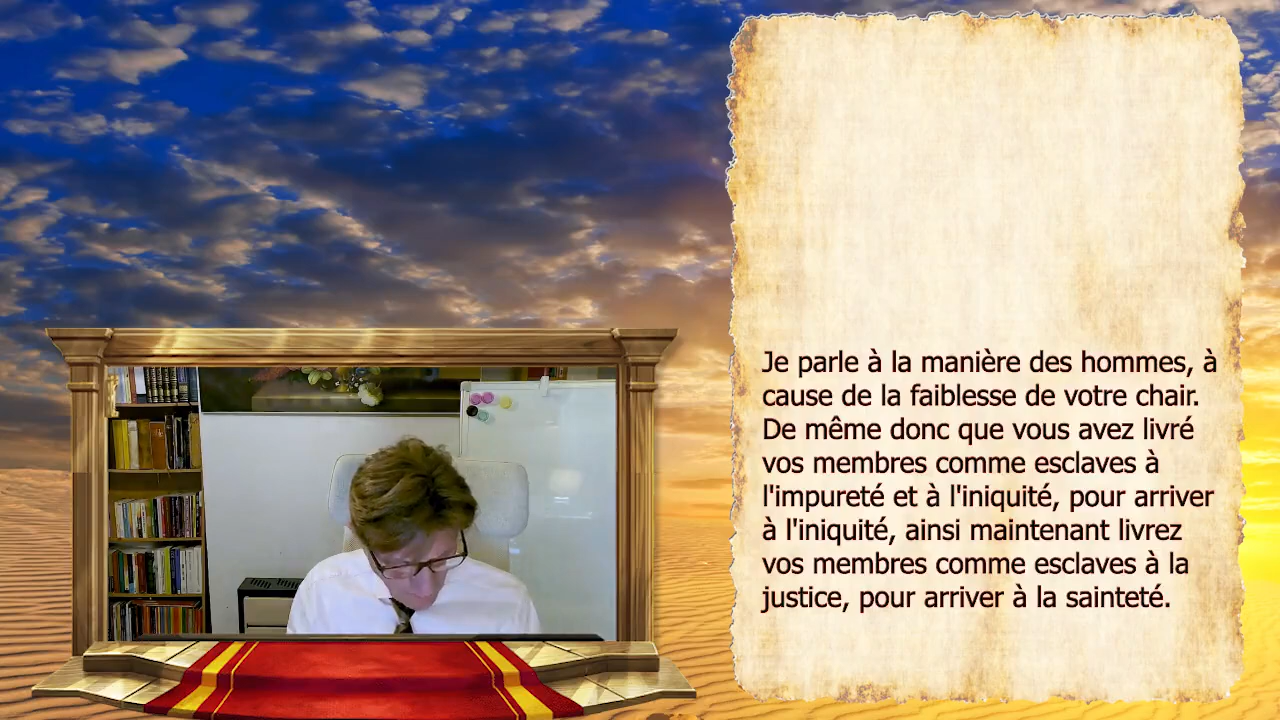 Je parle à la manière des hommes, à
cause de la faiblesse de votre chair.
De même donc que vous avez livré
vos membres comme esclaves à
l'impureté et à l'iniquité, pour arriver
à l'iniquité, ainsi maintenant livrez
vos membres comme esclaves à la
justice, pour arriver à la sainteté.